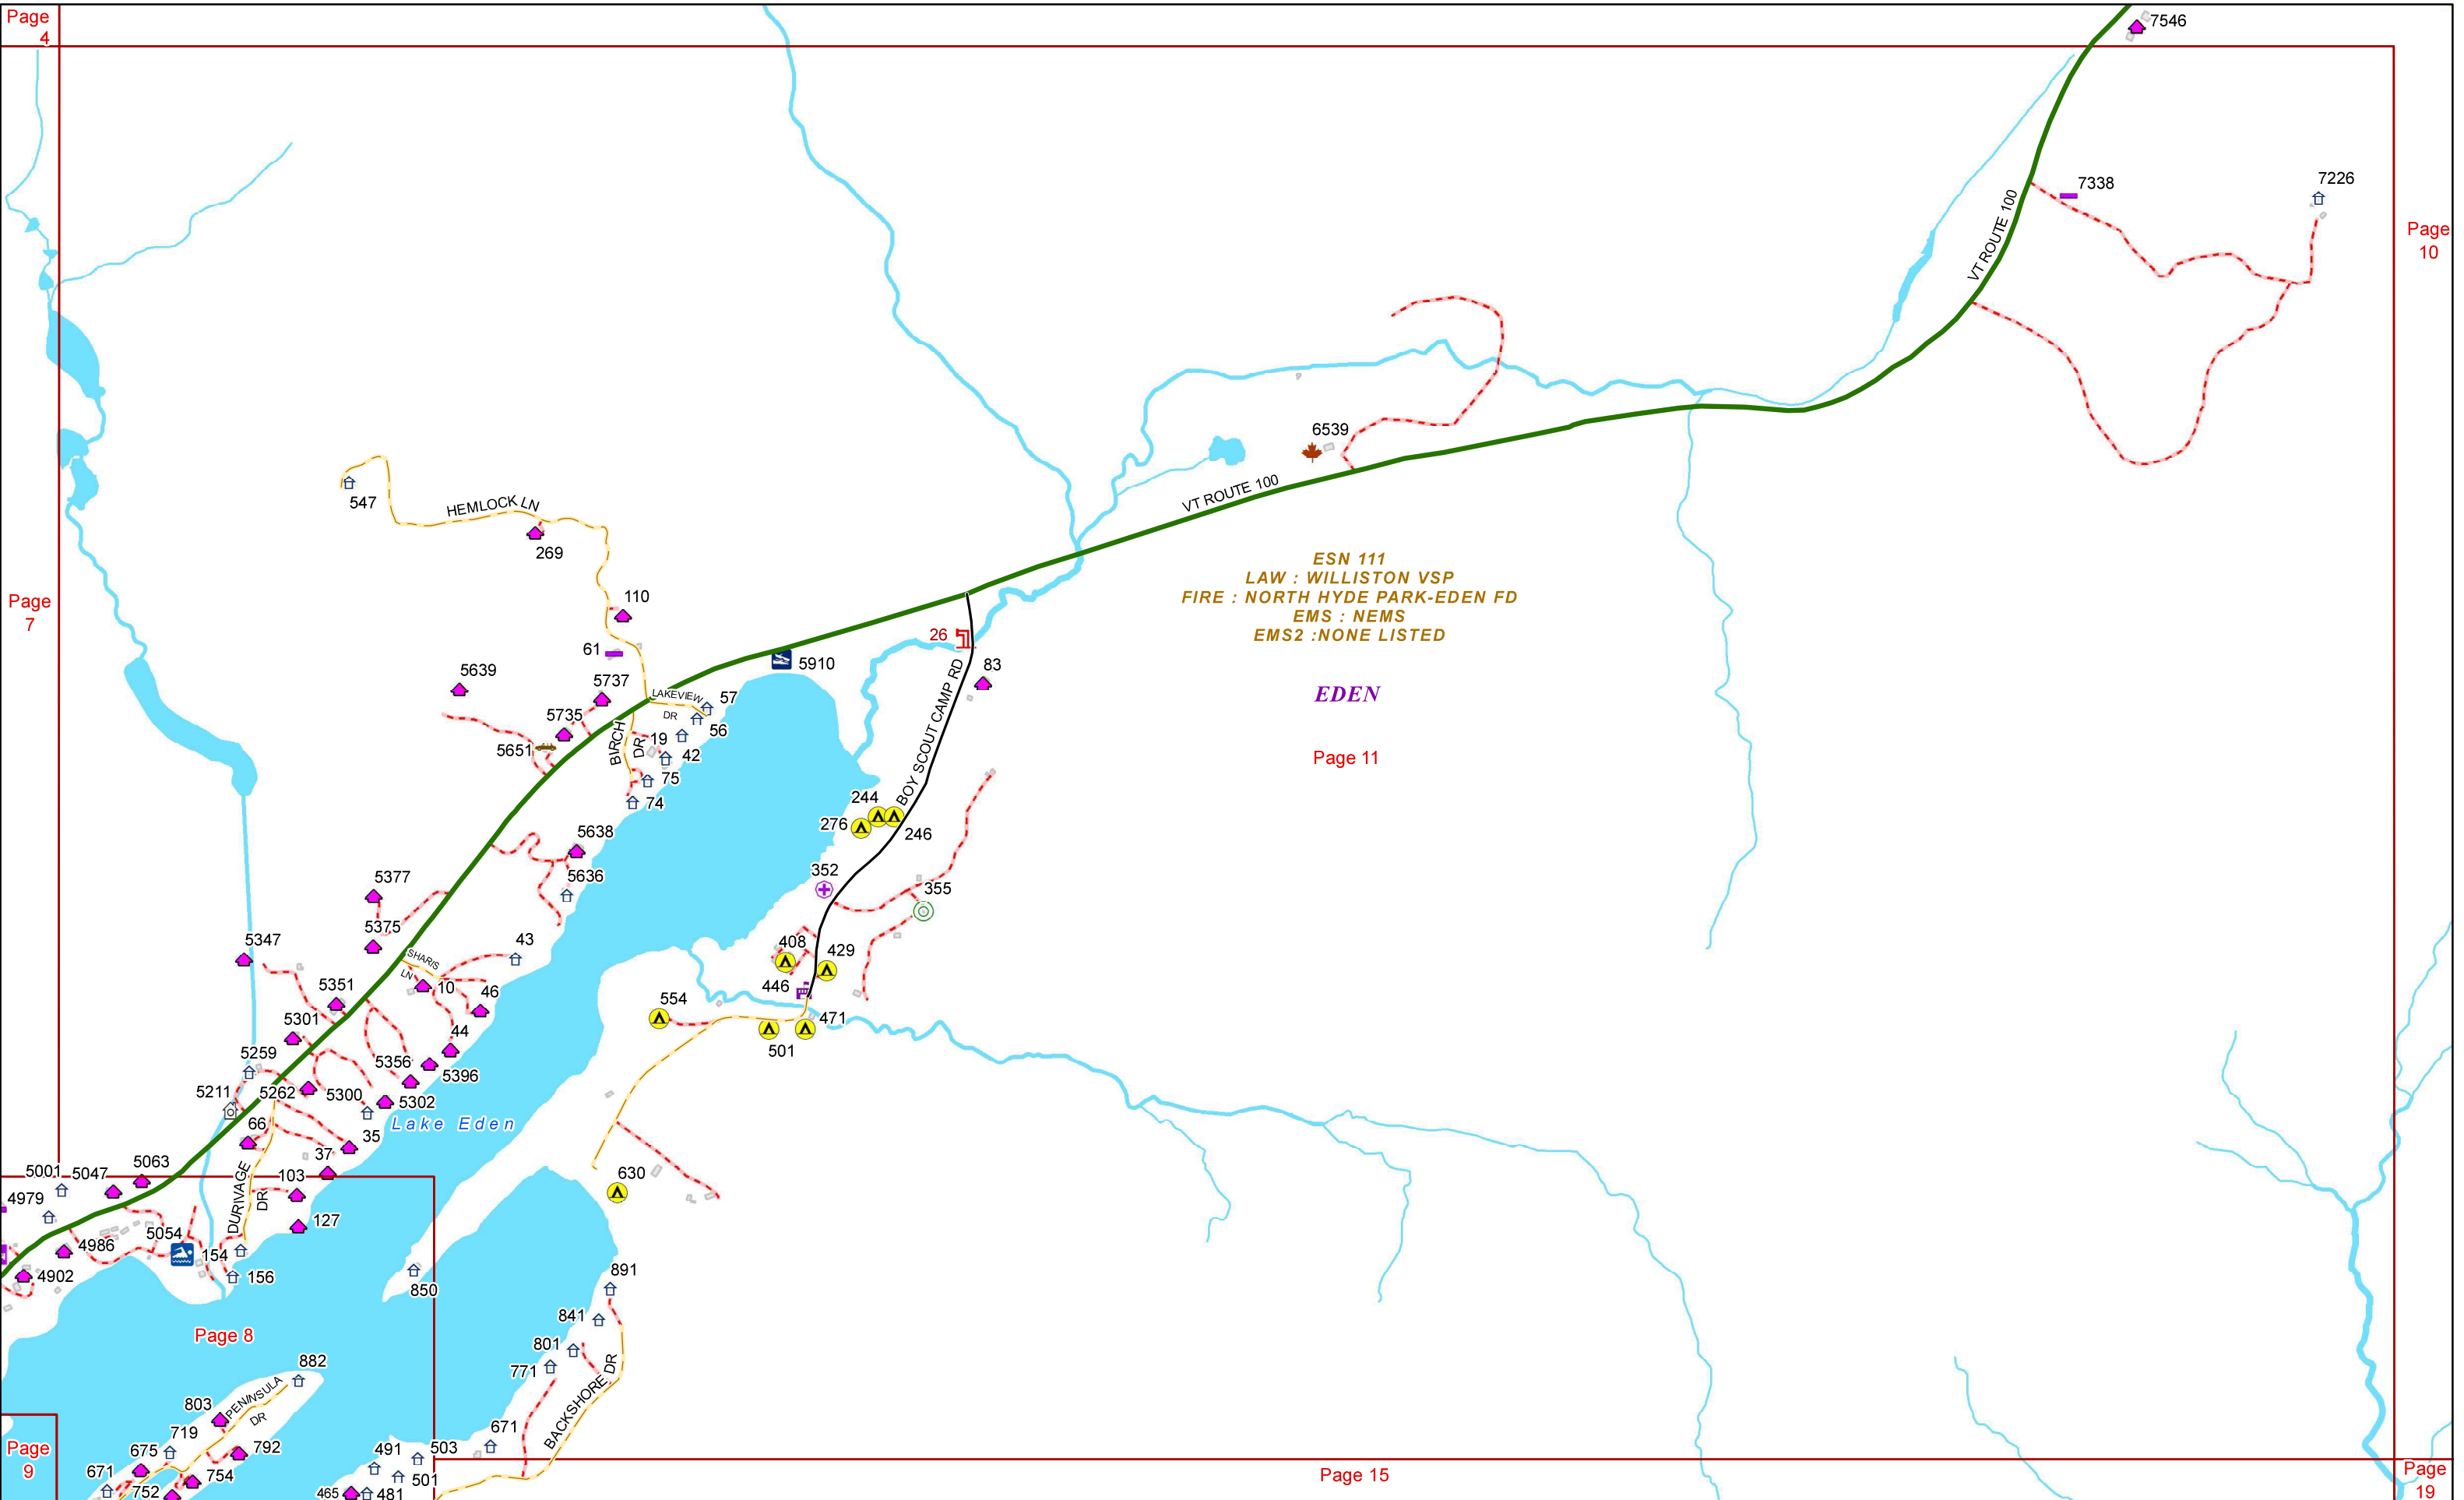 Page
4
7546
7338
7226
VT ROUTE 100
Page
10
6539
547
HEMLOCK LN
269
VT ROUTE 100
ESN 111
LAW : WILLISTON VSP
FIRE : NORTH HYDE PARK-EDEN FD
EMS : NEMS
EMS2 :NONE LISTED
Page
7
110
61
26
5910
83
BOY SCOUT CAMP RD
5639
5737
LAKEVIEW
DR
57
56
EDEN
5735
5651
BIRCH
DR
19
42
75
74
Page 11
244
276
246
5638
5636
352
355
5377
5375
5347
SHARIS
LN
43
408
429
10
46
446
5351
5301
554
471
501
44
5259
5356
5396
5211
5262
5300
5302
Lake Eden
66
35
37
5001
5047
5063
103
630
4979
DURIVAGE
DR
127
5054
154
4986
156
4902
850
891
841
Page 8
801
771
BACKSHORE DR
882
PENINSULA
DR
803
719
675
792
671
754
752
671
491
503
501
465
481
Page
9
Page 15
Page
19